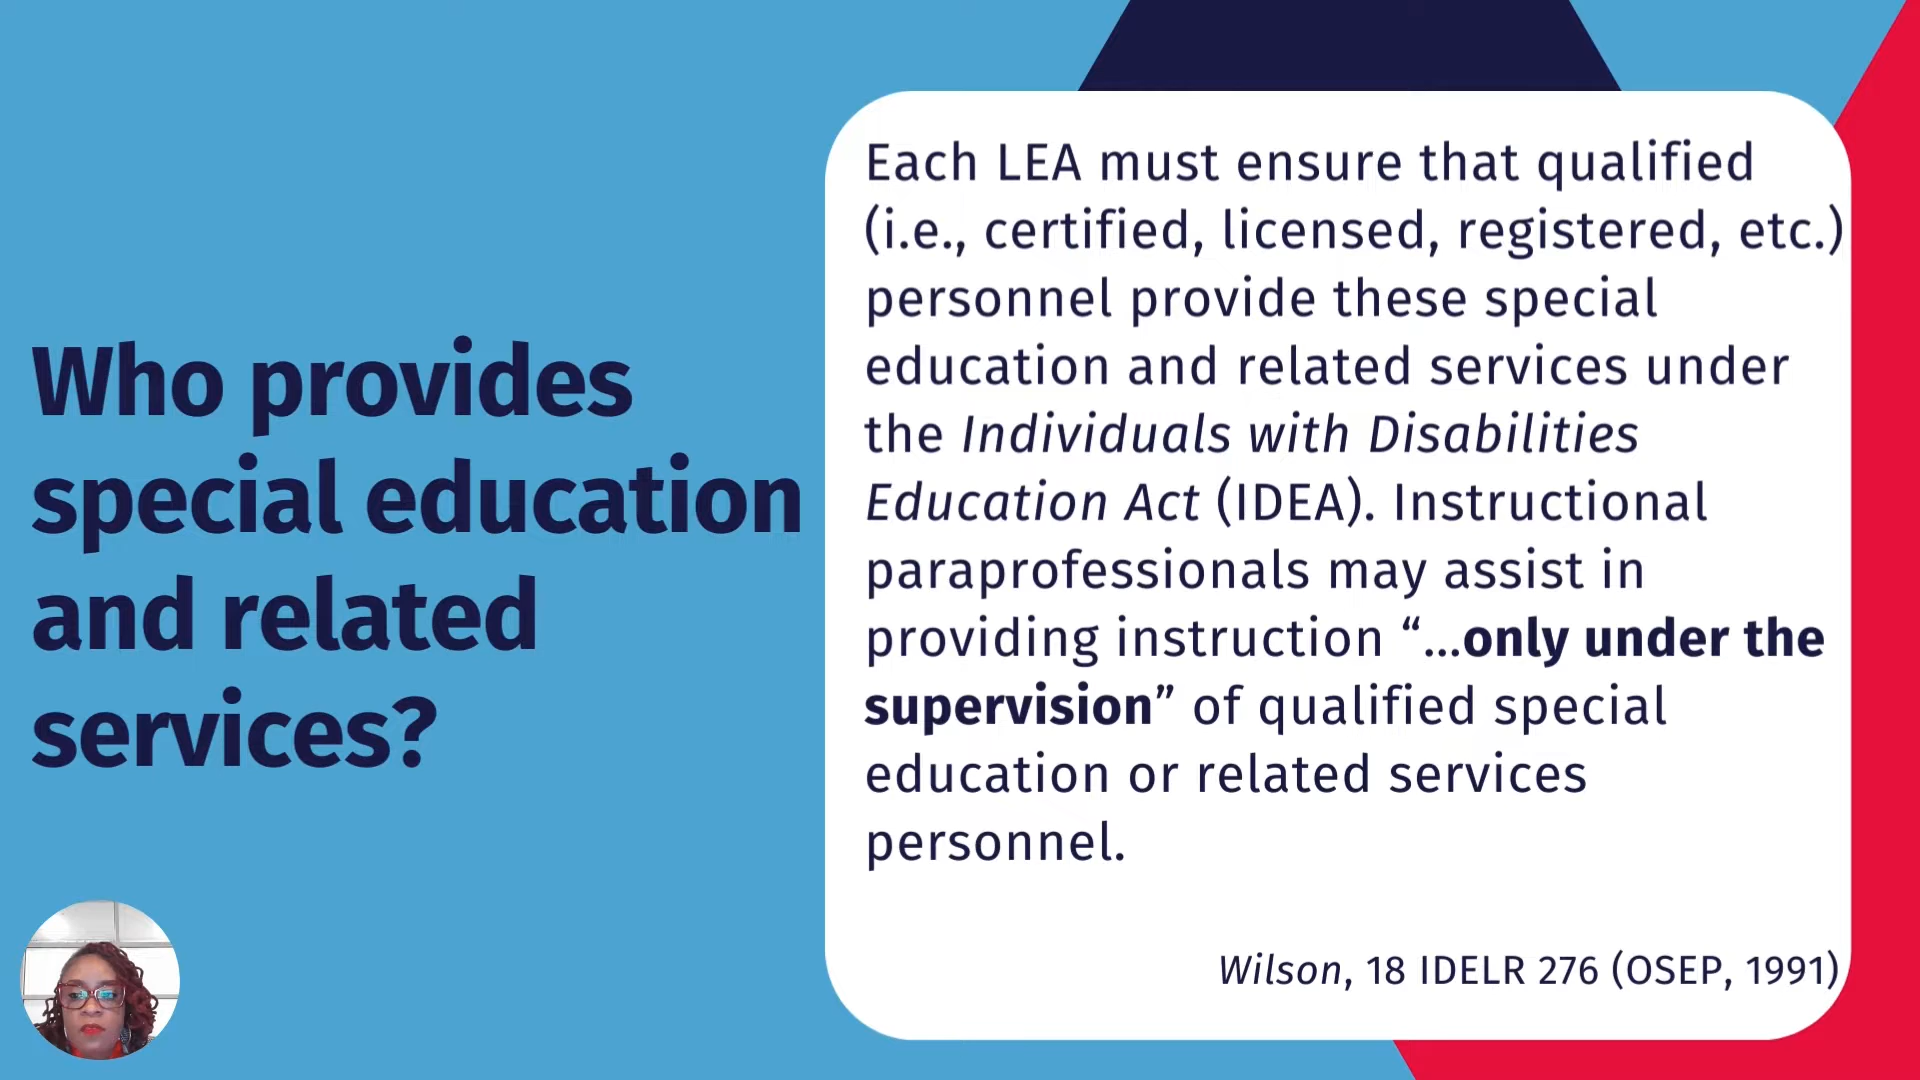 Who provides
special education
and related
services?
Each LEA must ensure that qualified
(i.e., certified, licensed, registered, etc.)
personnel provide these special
education and related services under
the Individuals with Disabilities
Education Act (IDEA). Instructional
paraprofessionals may assist in
providing instruction “...only under the
supervision” of qualified special
education or related services
personnel.
Wilson, 18 IDELR 276 (OSEP, 1991)